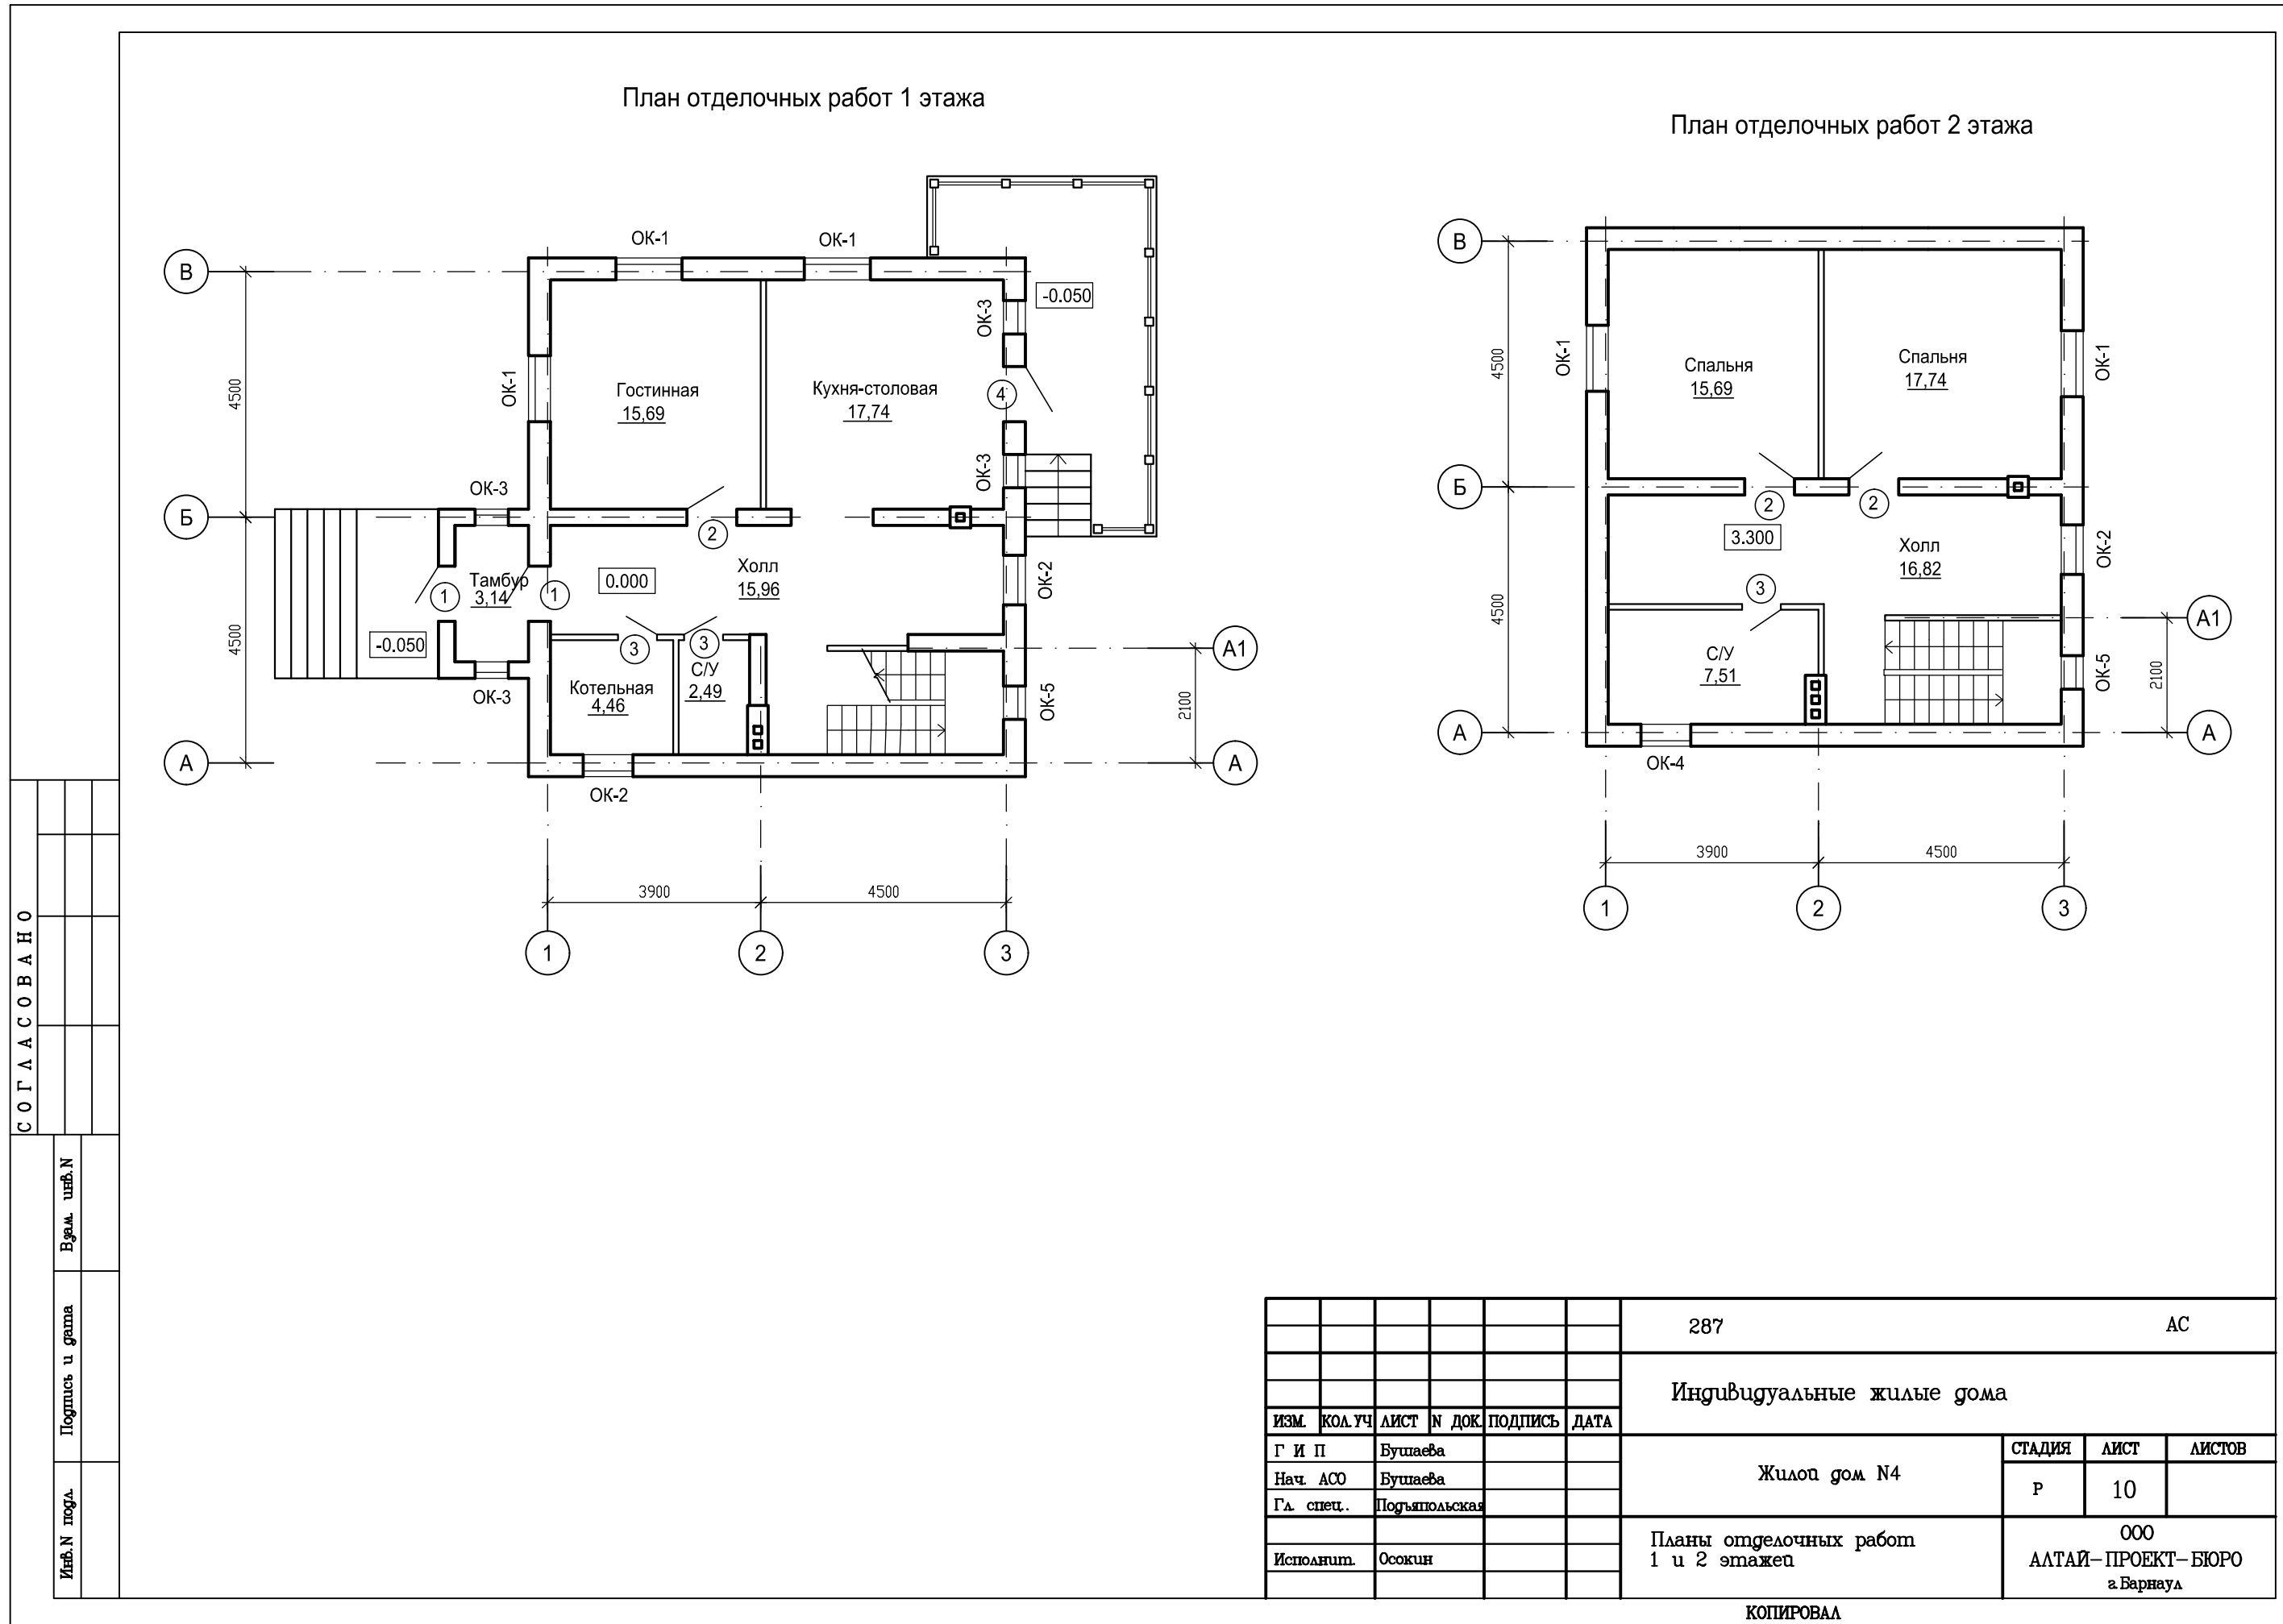 План отделочных работ 1 этажа
ОК-1
ОК-1
В
-0.050
ОК-3
4500
ОК-1
Гостинная
15,69
Кухня-столовая
17,74
4
ОК-3
ОК-3
Б
2
Тамбур
3,14
1
1
0.000
Холл
15,96
ОК-2
4500
-0.050
3
3
А1
С/У
2,49
Котельная
4,46
ОК-3
ОК-5
2100
А
А
ОК-2
3900
4500
1
2
3
План отделочных работ 2 этажа
В
4500
ОК-1
Спальня
15,69
Спальня
17,74
ОК-1
Б
2
2
3.300
Холл
16,82
ОК-2
3
4500
А1
С/У
7,51
ОК-5
2100
А
А
ОК-4
3900
4500
1
2
3
СОГЛАСОВАНО
Взам. инв.N
Подпись и дата
Инв.N подл.
287 АС
Индивидуальные жилые дома
ИЗМ. КОЛ.УЧ ЛИСТ N ДОК. ПОДПИСЬ ДАТА
Г И П Бушаева
Нач. АСО Бушаева
Гл. спец.. Подъяпольская
Исполнит. Осокин
Жилой дом N4
СТАДИЯ ЛИСТ ЛИСТОВ
Р 10
Планы отделочных работ
1 и 2 этажей
ООО
АЛТАЙ-ПРОЕКТ-БЮРО
г.Барнаул
КОПИРОВАЛ